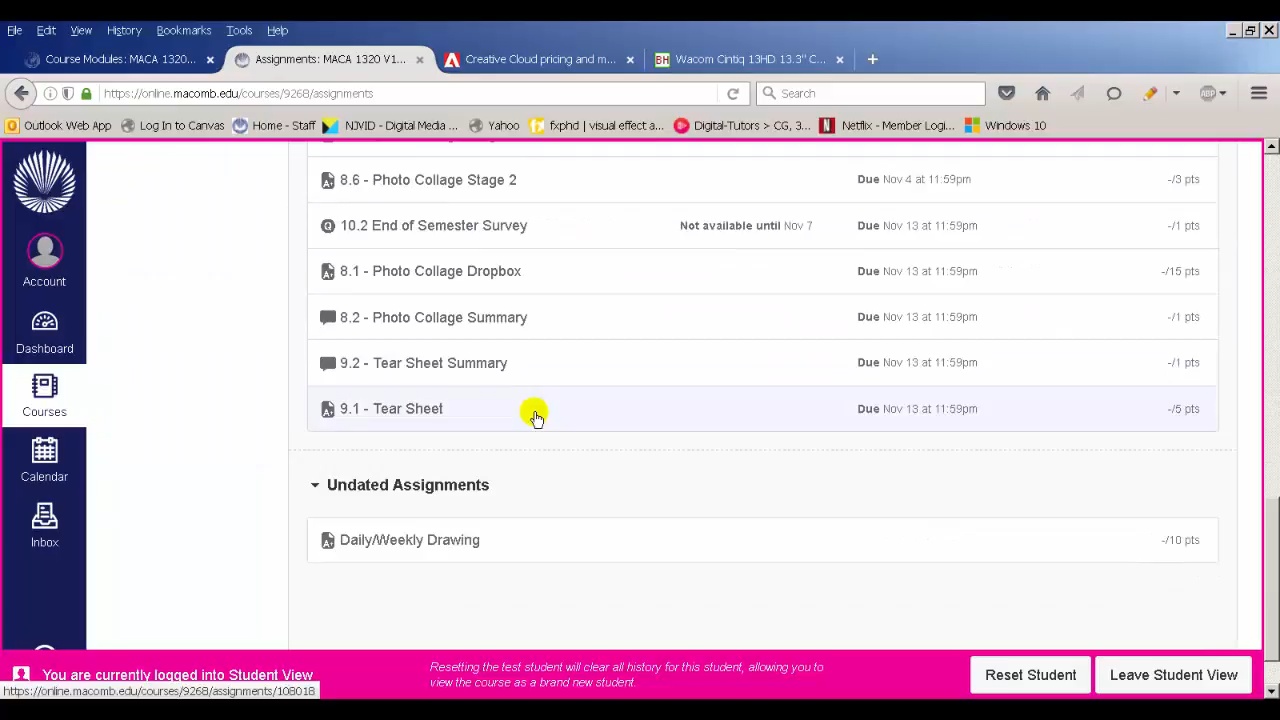 File Edit View History Bookmarks Tools Help
Course Modules: MACA 1320... × Assignments: MACA 1320 V1... × Creative Cloud pricing and m... × BH Wacom Cintiq 13HD 13.3" C... × +
https://online.macomb.edu/courses/9268/assignments Search ABP
Outlook Web App Log In to Canvas Home - Staff NJVID - Digital Media ... Yahoo fxphd | visual effect a... Digital-Tutors > CG, 3... Netflix - Member Logi... Windows 10
8.6 - Photo Collage Stage 2 Due Nov 4 at 11:59pm -/3 pts
10.2 End of Semester Survey Not available until Nov 7 Due Nov 13 at 11:59pm -/1 pts
8.1 - Photo Collage Dropbox Due Nov 13 at 11:59pm -/15 pts
8.2 - Photo Collage Summary Due Nov 13 at 11:59pm -/1 pts
9.2 - Tear Sheet Summary Due Nov 13 at 11:59pm -/1 pts
9.1 - Tear Sheet Due Nov 13 at 11:59pm -/5 pts
Undated Assignments
Daily/Weekly Drawing -/10 pts
Account
Dashboard
Courses
Calendar
Inbox
You are currently logged into Student View
Resetting the test student will clear all history for this student, allowing you to
view the course as a brand new student.
Reset Student Leave Student View
https://online.macomb.edu/courses/9268/assignments/108018